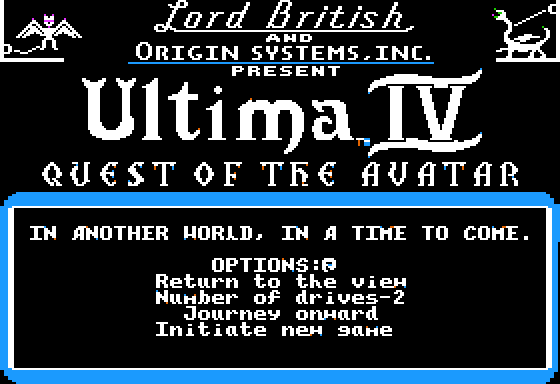 Lord British
AND
ORIGIN SYSTEMS, INC.
PRESENT
Ultima IV
QUEST OF THE AVATAR
IN ANOTHER WORLD, IN A TIME TO COME.
OPTIONS:
Return to the view
Number of drives-2
Journey onward
Initiate new game